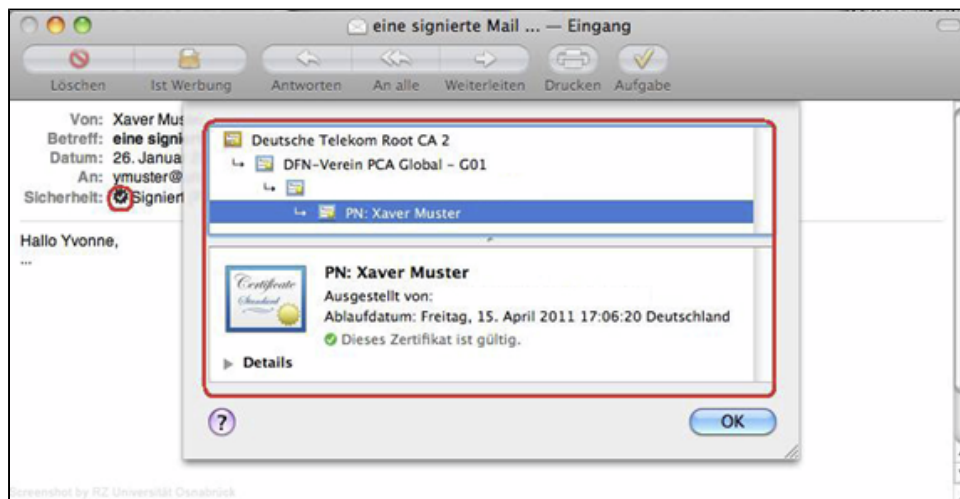 eine signierte Mail ... — Eingang
Löschen Ist Werbung Antworten An alle Weiterleiten Drucken Aufgabe
Von: Xaver Mus
Betreff: eine signi
Datum: 26. Janua
An: ymuster@
Sicherheit: Signiert
Hallo Yvonne,
...
Deutsche Telekom Root CA 2
DFN-Verein PCA Global - G01
PN: Xaver Muster
Certificate
Standard
PN: Xaver Muster
Ausgestellt von:
Ablaufdatum: Freitag, 15. April 2011 17:06:20 Deutschland
Dieses Zertifikat ist gültig.
Details
?
OK
Screenshot by RZ Universität Osnabrück